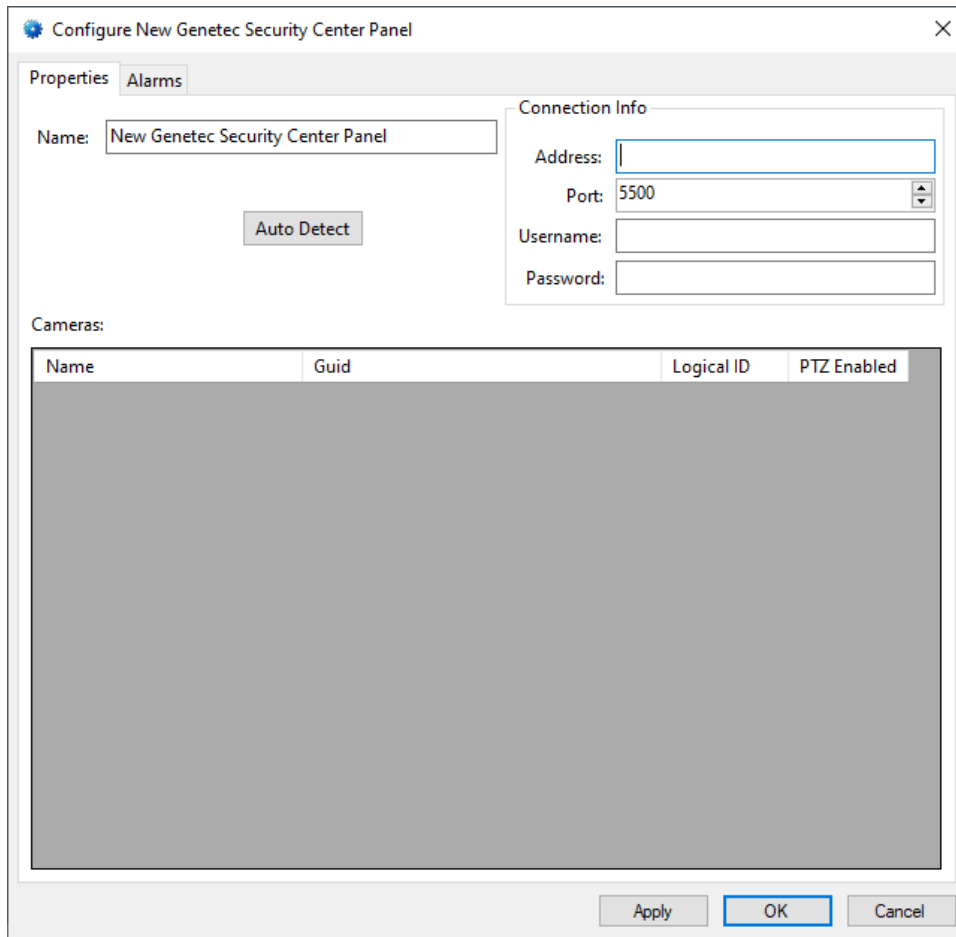 Configure New Genetec Security Center Panel
Properties Alarms
Name: New Genetec Security Center Panel
Auto Detect
Connection Info
Address:
Port: 5500
Username:
Password:
Cameras:
Name Guid Logical ID PTZ Enabled
Apply OK Cancel